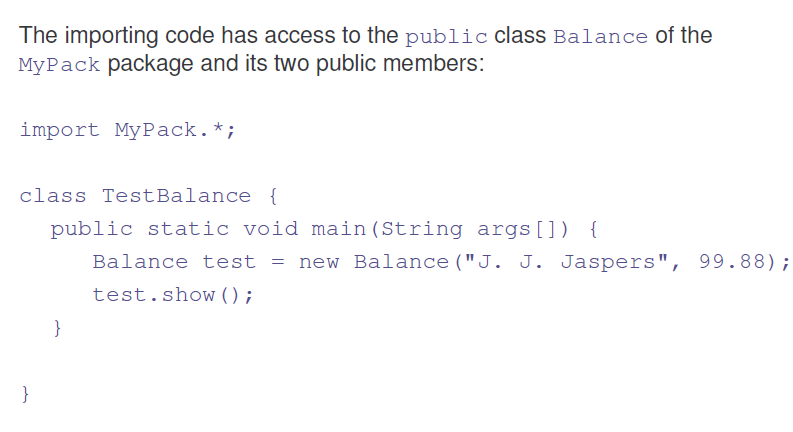 The importing code has access to the public class Balance of the
MyPack package and its two public members:
import MyPack.*;
class TestBalance {
public static void main(String args[]) {
Balance test = new Balance("J. J. Jaspers", 99.88);
test.show();
}
}